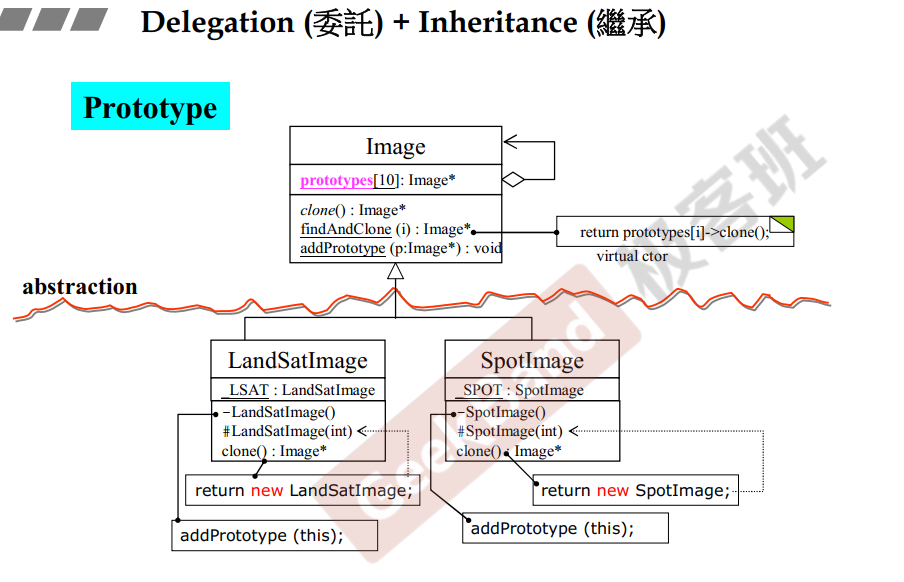 Delegation (委託) + Inheritance (繼承)
Prototype
Image
prototypes[10]: Image*
clone() : Image*
findAndClone (i) : Image*
addPrototype (p:Image*) : void
return prototypes[i]->clone();
virtual ctor
abstraction
LandSatImage
_LSAT : LandSatImage
−LandSatImage()
#LandSatImage(int)
clone() : Image*
return new LandSatImage;
addPrototype (this);
SpotImage
_SPOT : SpotImage
−SpotImage()
#SpotImage(int)
clone() : Image*
return new SpotImage;
addPrototype (this);
GeekBand 极客班